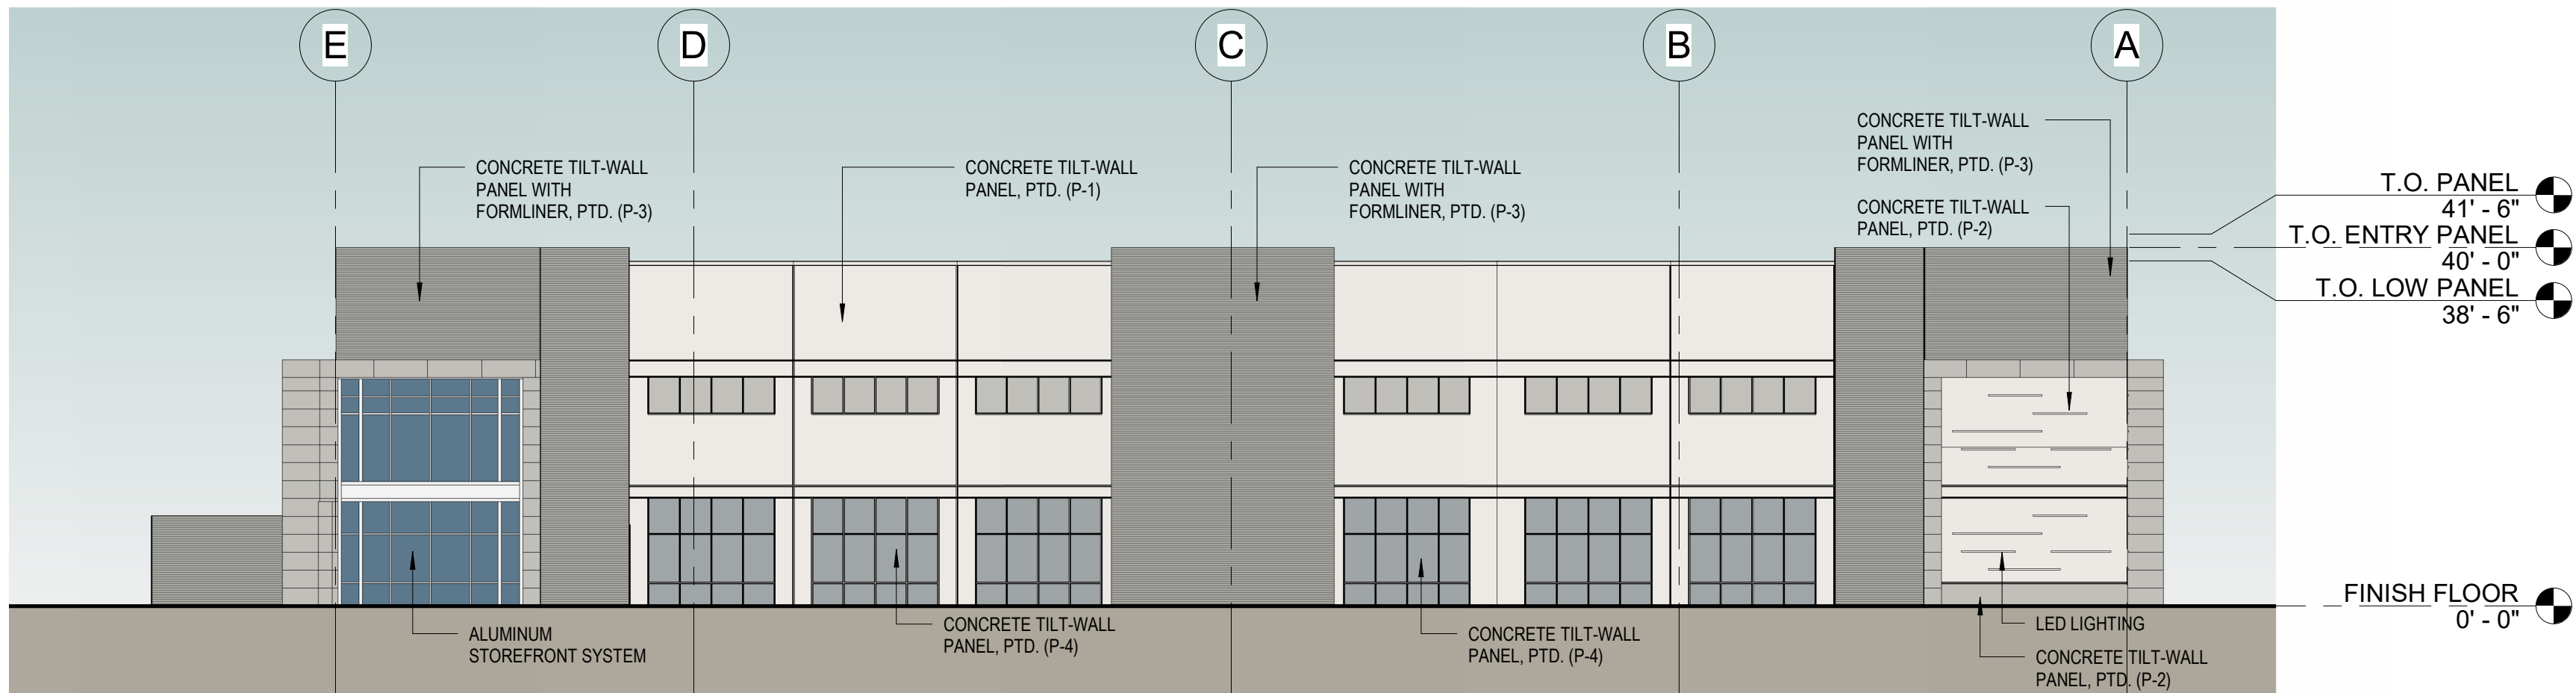 E
D
C
B
A
CONCRETE TILT-WALL
PANEL WITH
FORMLINER, PTD. (P-3)
CONCRETE TILT-WALL
PANEL, PTD. (P-1)
CONCRETE TILT-WALL
PANEL WITH
FORMLINER, PTD. (P-3)
CONCRETE TILT-WALL
PANEL WITH
FORMLINER, PTD. (P-3)
CONCRETE TILT-WALL
PANEL, PTD. (P-2)
T.O. PANEL
41' - 6"
T.O. ENTRY PANEL
40' - 0"
T.O. LOW PANEL
38' - 6"
FINISH FLOOR
0' - 0"
ALUMINUM
STOREFRONT SYSTEM
CONCRETE TILT-WALL
PANEL, PTD. (P-4)
CONCRETE TILT-WALL
PANEL, PTD. (P-4)
LED LIGHTING
CONCRETE TILT-WALL
PANEL, PTD. (P-2)